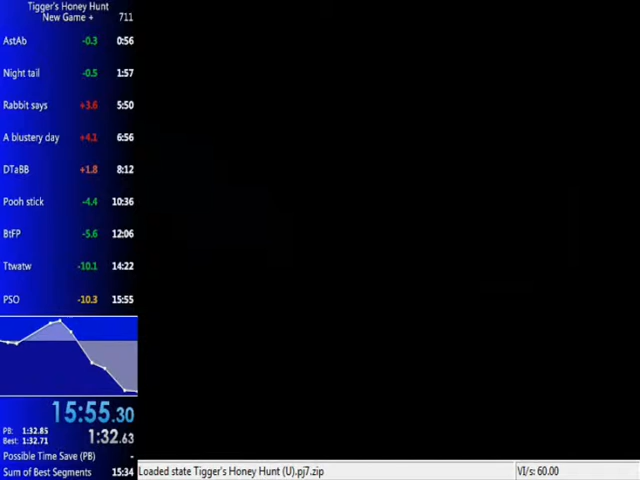 Tigger's Honey Hunt
New Game + 711
AstAb -0.3 0:56
Night tail -0.5 1:57
Rabbit says +3.6 5:50
A blustery day +4.1 6:56
DTaBB +1.8 8:12
Pooh stick -4.4 10:36
BtFP -5.6 12:06
Ttwatw -10.1 14:22
PSO -10.3 15:55
15:55.30
PB: 1:32.85
Best: 1:32.71
1:32.63
Possible Time Save (PB) -
Sum of Best Segments 15:34
Loaded state Tigger's Honey Hunt (U).pj7.zip
VI/s: 60.00